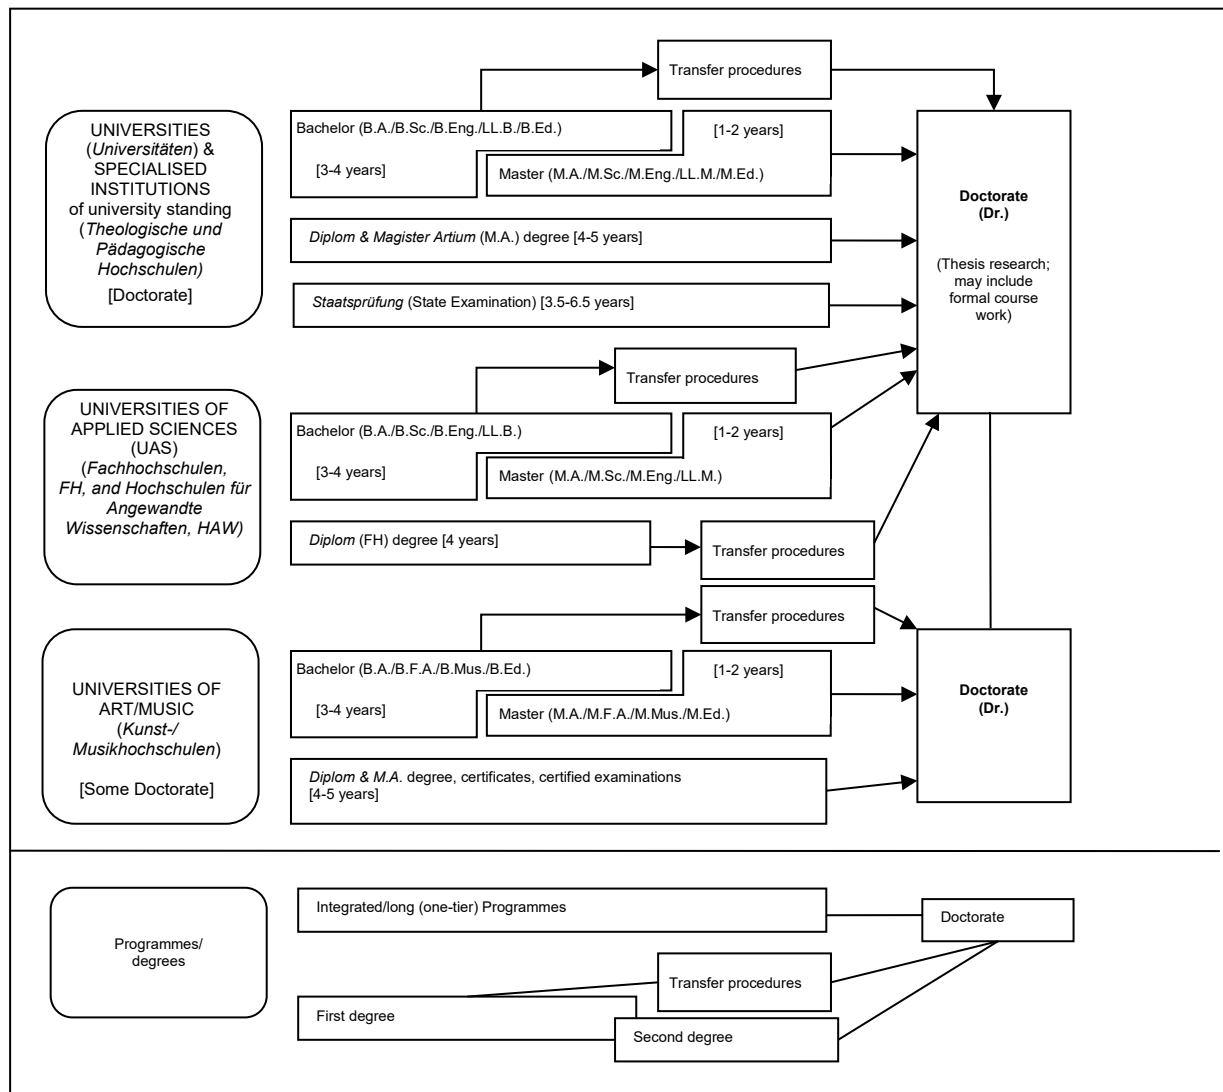 Transfer procedures
UNIVERSITIES
(Universitäten) &
SPECIALISED
INSTITUTIONS
of university standing
(Theologische und
Pädagogische
Hochschulen)
[Doctorate]
Bachelor (B.A./B.Sc./B.Eng./LL.B./B.Ed.)
[3-4 years]
[1-2 years]
Master (M.A./M.Sc./M.Eng./LL.M./M.Ed.)
Diplom & Magister Artium (M.A.) degree [4-5 years]
Staatsprüfung (State Examination) [3.5-6.5 years]
Doctorate
(Dr.)
(Thesis research;
may include
formal course
work)
Transfer procedures
UNIVERSITIES OF
APPLIED SCIENCES
(UAS)
(Fachhochschulen,
FH, and Hochschulen für
Angewandte
Wissenschaften, HAW)
Bachelor (B.A./B.Sc./B.Eng./LL.B.)
[3-4 years]
[1-2 years]
Master (M.A./M.Sc./M.Eng./LL.M.)
Diplom (FH) degree [4 years]
Transfer procedures
Transfer procedures
UNIVERSITIES OF
ART/MUSIC
(Kunst-/
Musikhochschulen)
[Some Doctorate]
Bachelor (B.A./B.F.A./B.Mus./B.Ed.)
[3-4 years]
[1-2 years]
Master (M.A./M.F.A./M.Mus./M.Ed.)
Diplom & M.A. degree, certificates, certified examinations
[4-5 years]
Doctorate
(Dr.)
Programmes/
degrees
Integrated/long (one-tier) Programmes
Doctorate
Transfer procedures
First degree
Second degree